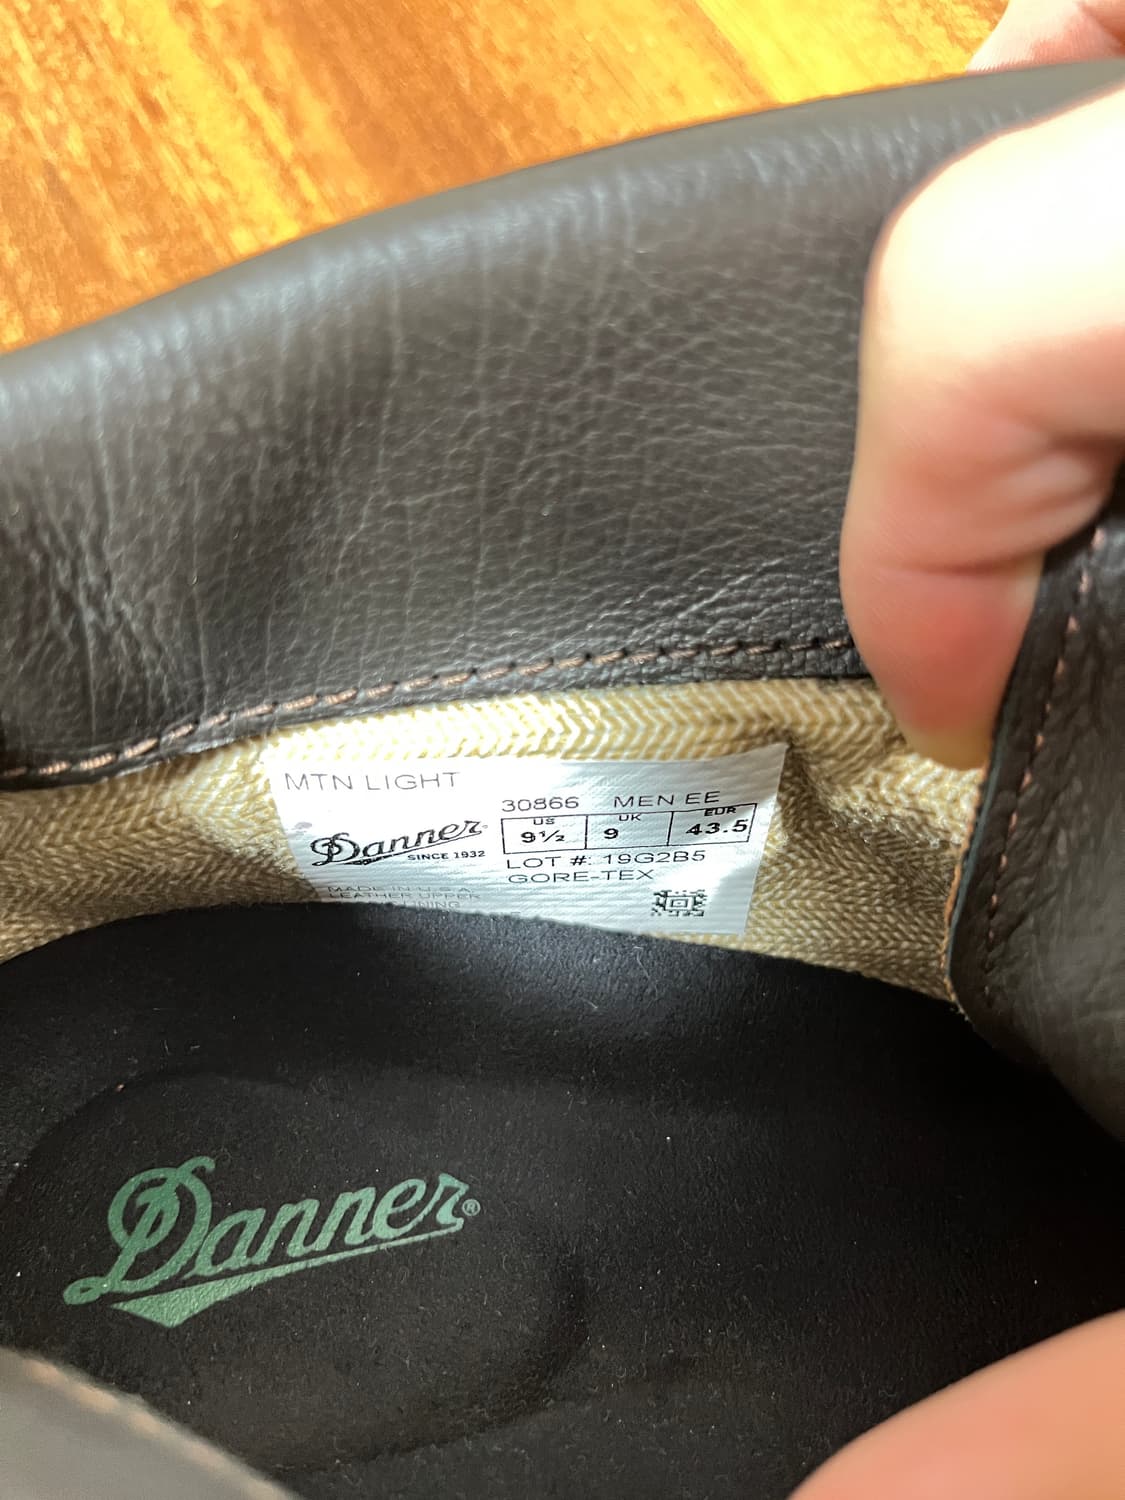 MTN LIGHT
30866 MEN EE
US UK EUR
9½ 9 43.5
Danner
SINCE 1932
LOT #: 19G2B5
GORE-TEX
MADE IN U.S.A.
LEATHER UPPER
LINING
Danner®